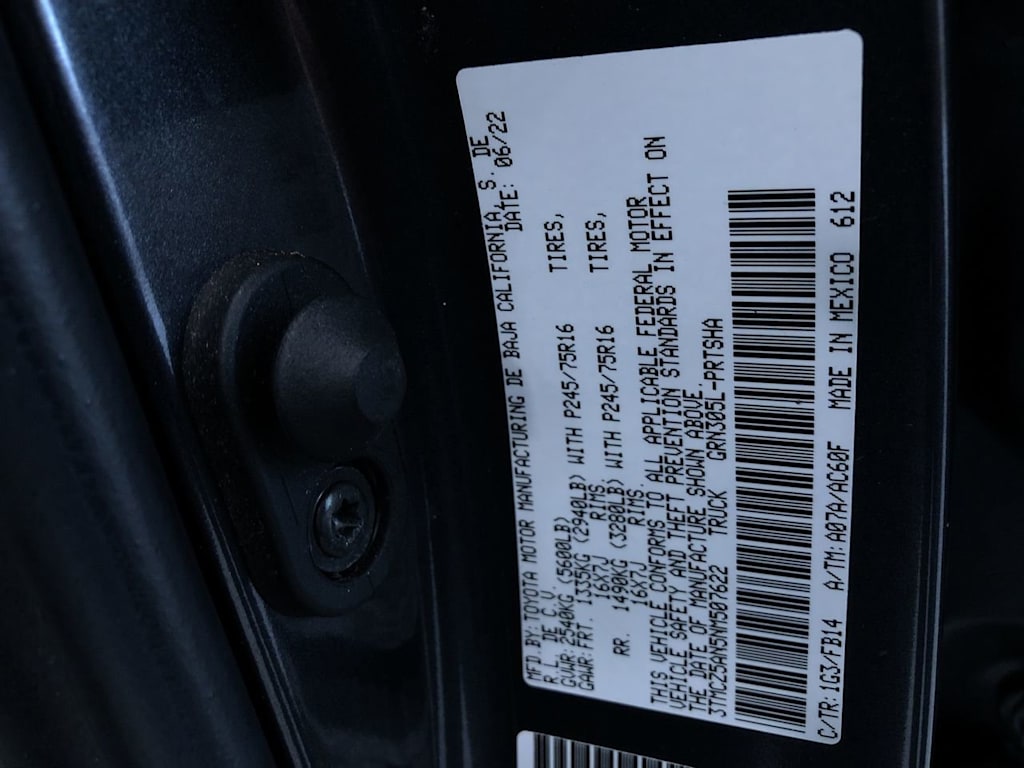 MFD.BY: TOYOTA MOTOR MANUFACTURING DE BAJA CALIFORNIA, S. DE
R.L. DE C.V. DATE: 06/22
GVWR: 2540KG (5600LB)
GAWR: FRT. 1335KG (2940LB) WITH P245/75R16 TIRES,
16X7J RIMS
RR. 1490KG (3280LB) WITH P245/75R16 TIRES,
16X7J RIMS.
THIS VEHICLE CONFORMS TO ALL APPLICABLE FEDERAL MOTOR
VEHICLE SAFETY AND THEFT PREVENTION STANDARDS IN EFFECT ON
THE DATE OF MANUFACTURE SHOWN ABOVE.
3TMCZ5AN5NM507622 TRUCK GRN305L-PRTSHA
C/TR: 1G3/FB14 A/TM: A07A/AC60F MADE IN MEXICO 612